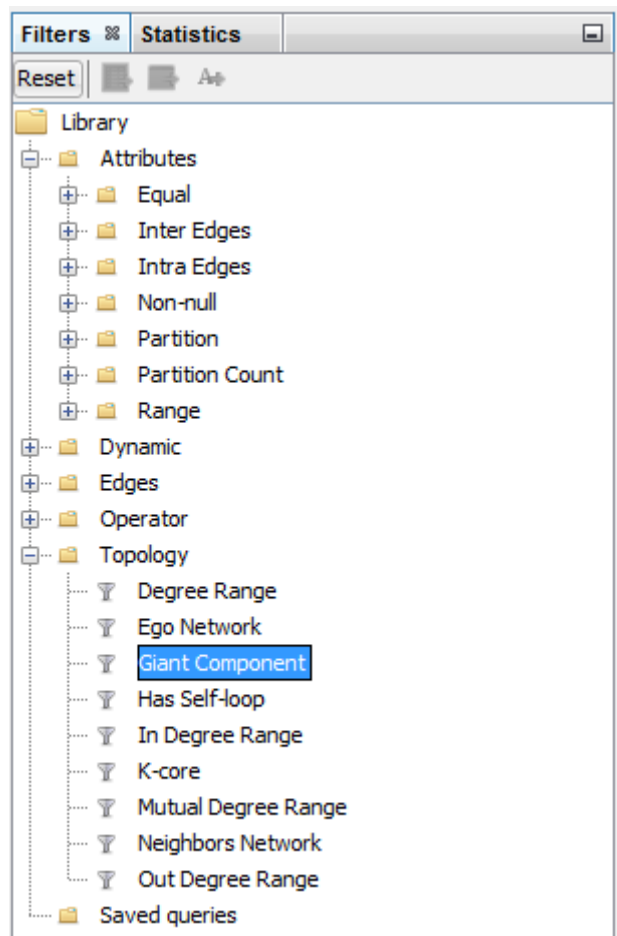 Filters Statistics
Reset
Library
Attributes
Equal
Inter Edges
Intra Edges
Non-null
Partition
Partition Count
Range
Dynamic
Edges
Operator
Topology
Degree Range
Ego Network
Giant Component
Has Self-loop
In Degree Range
K-core
Mutual Degree Range
Neighbors Network
Out Degree Range
Saved queries